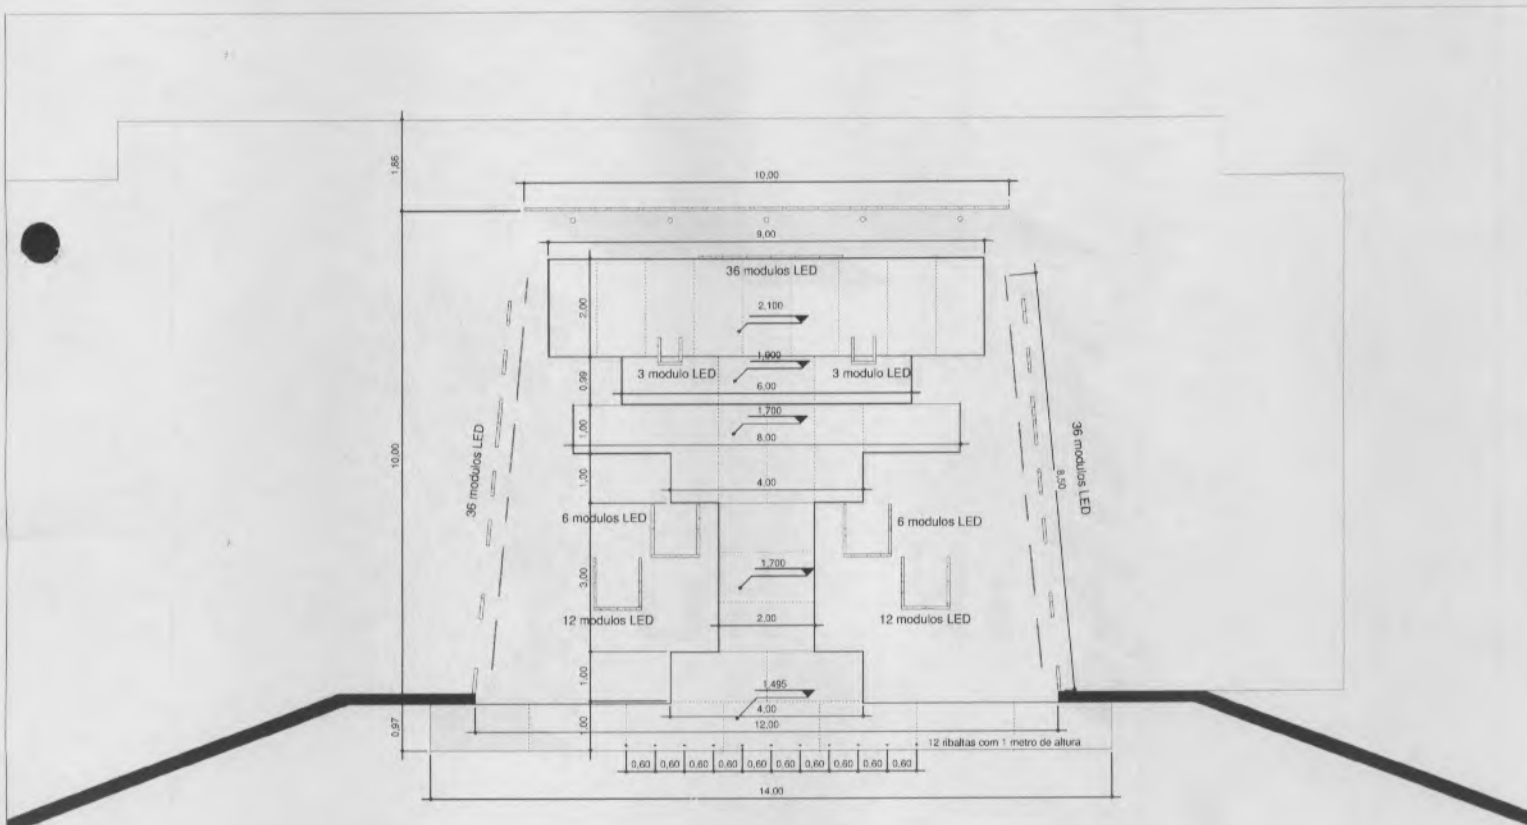 1,86
10,00
9,00
36 modulos LED
2,100
2,00
1,900
3 modulo LED
3 modulo LED
0,99
6,00
1,700
1,00
8,00
36 modulos LED
10,00
36 modulos LED
8,50
1,00
4,00
6 modulos LED
6 modulos LED
1,700
3,00
12 modulos LED
2,00
12 modulos LED
1,00
1,495
4,00
12,00
0,97
1,00
12 ribaltas com 1 metro de altura
0,60 0,60 0,60 0,60 0,60 0,60 0,60 0,60 0,60 0,60
14,00